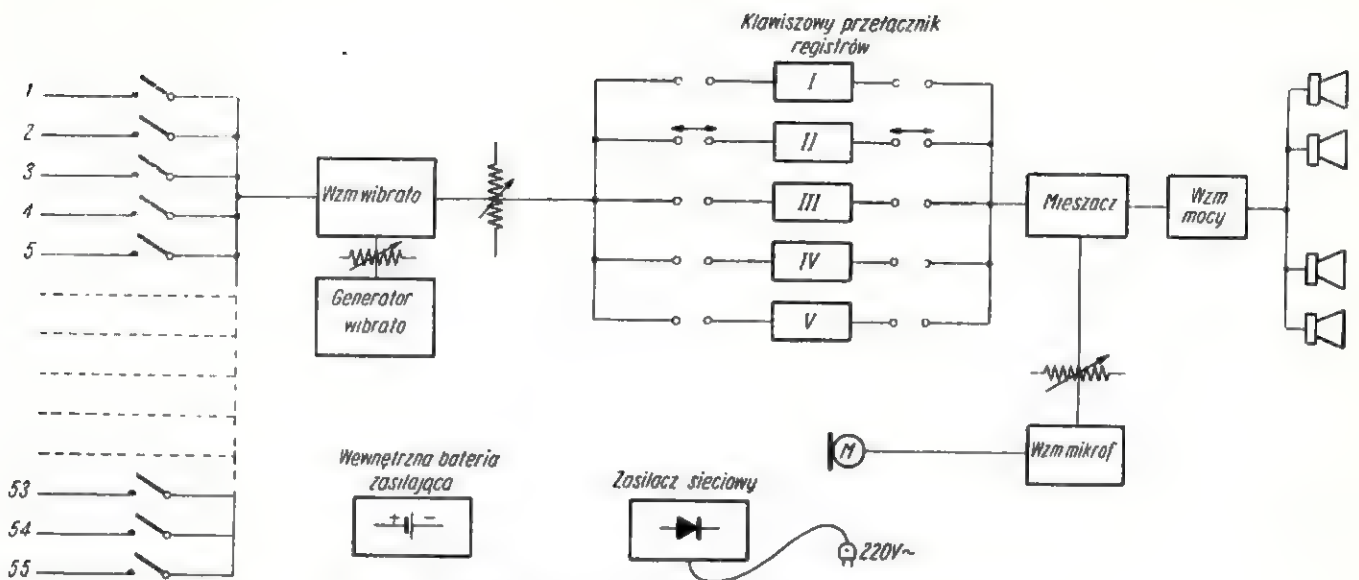 Klawiszowy przełącznik
registrów
1
2
3
4
5
53
54
55
Wzm wibrato
Generator
wibrato
I
II
III
IV
V
Mieszacz
Wzm
mocy
Wzm mikrof
M
Wewnętrzna bateria
zasilająca
+ -
Zasilacz sieciowy
220V~